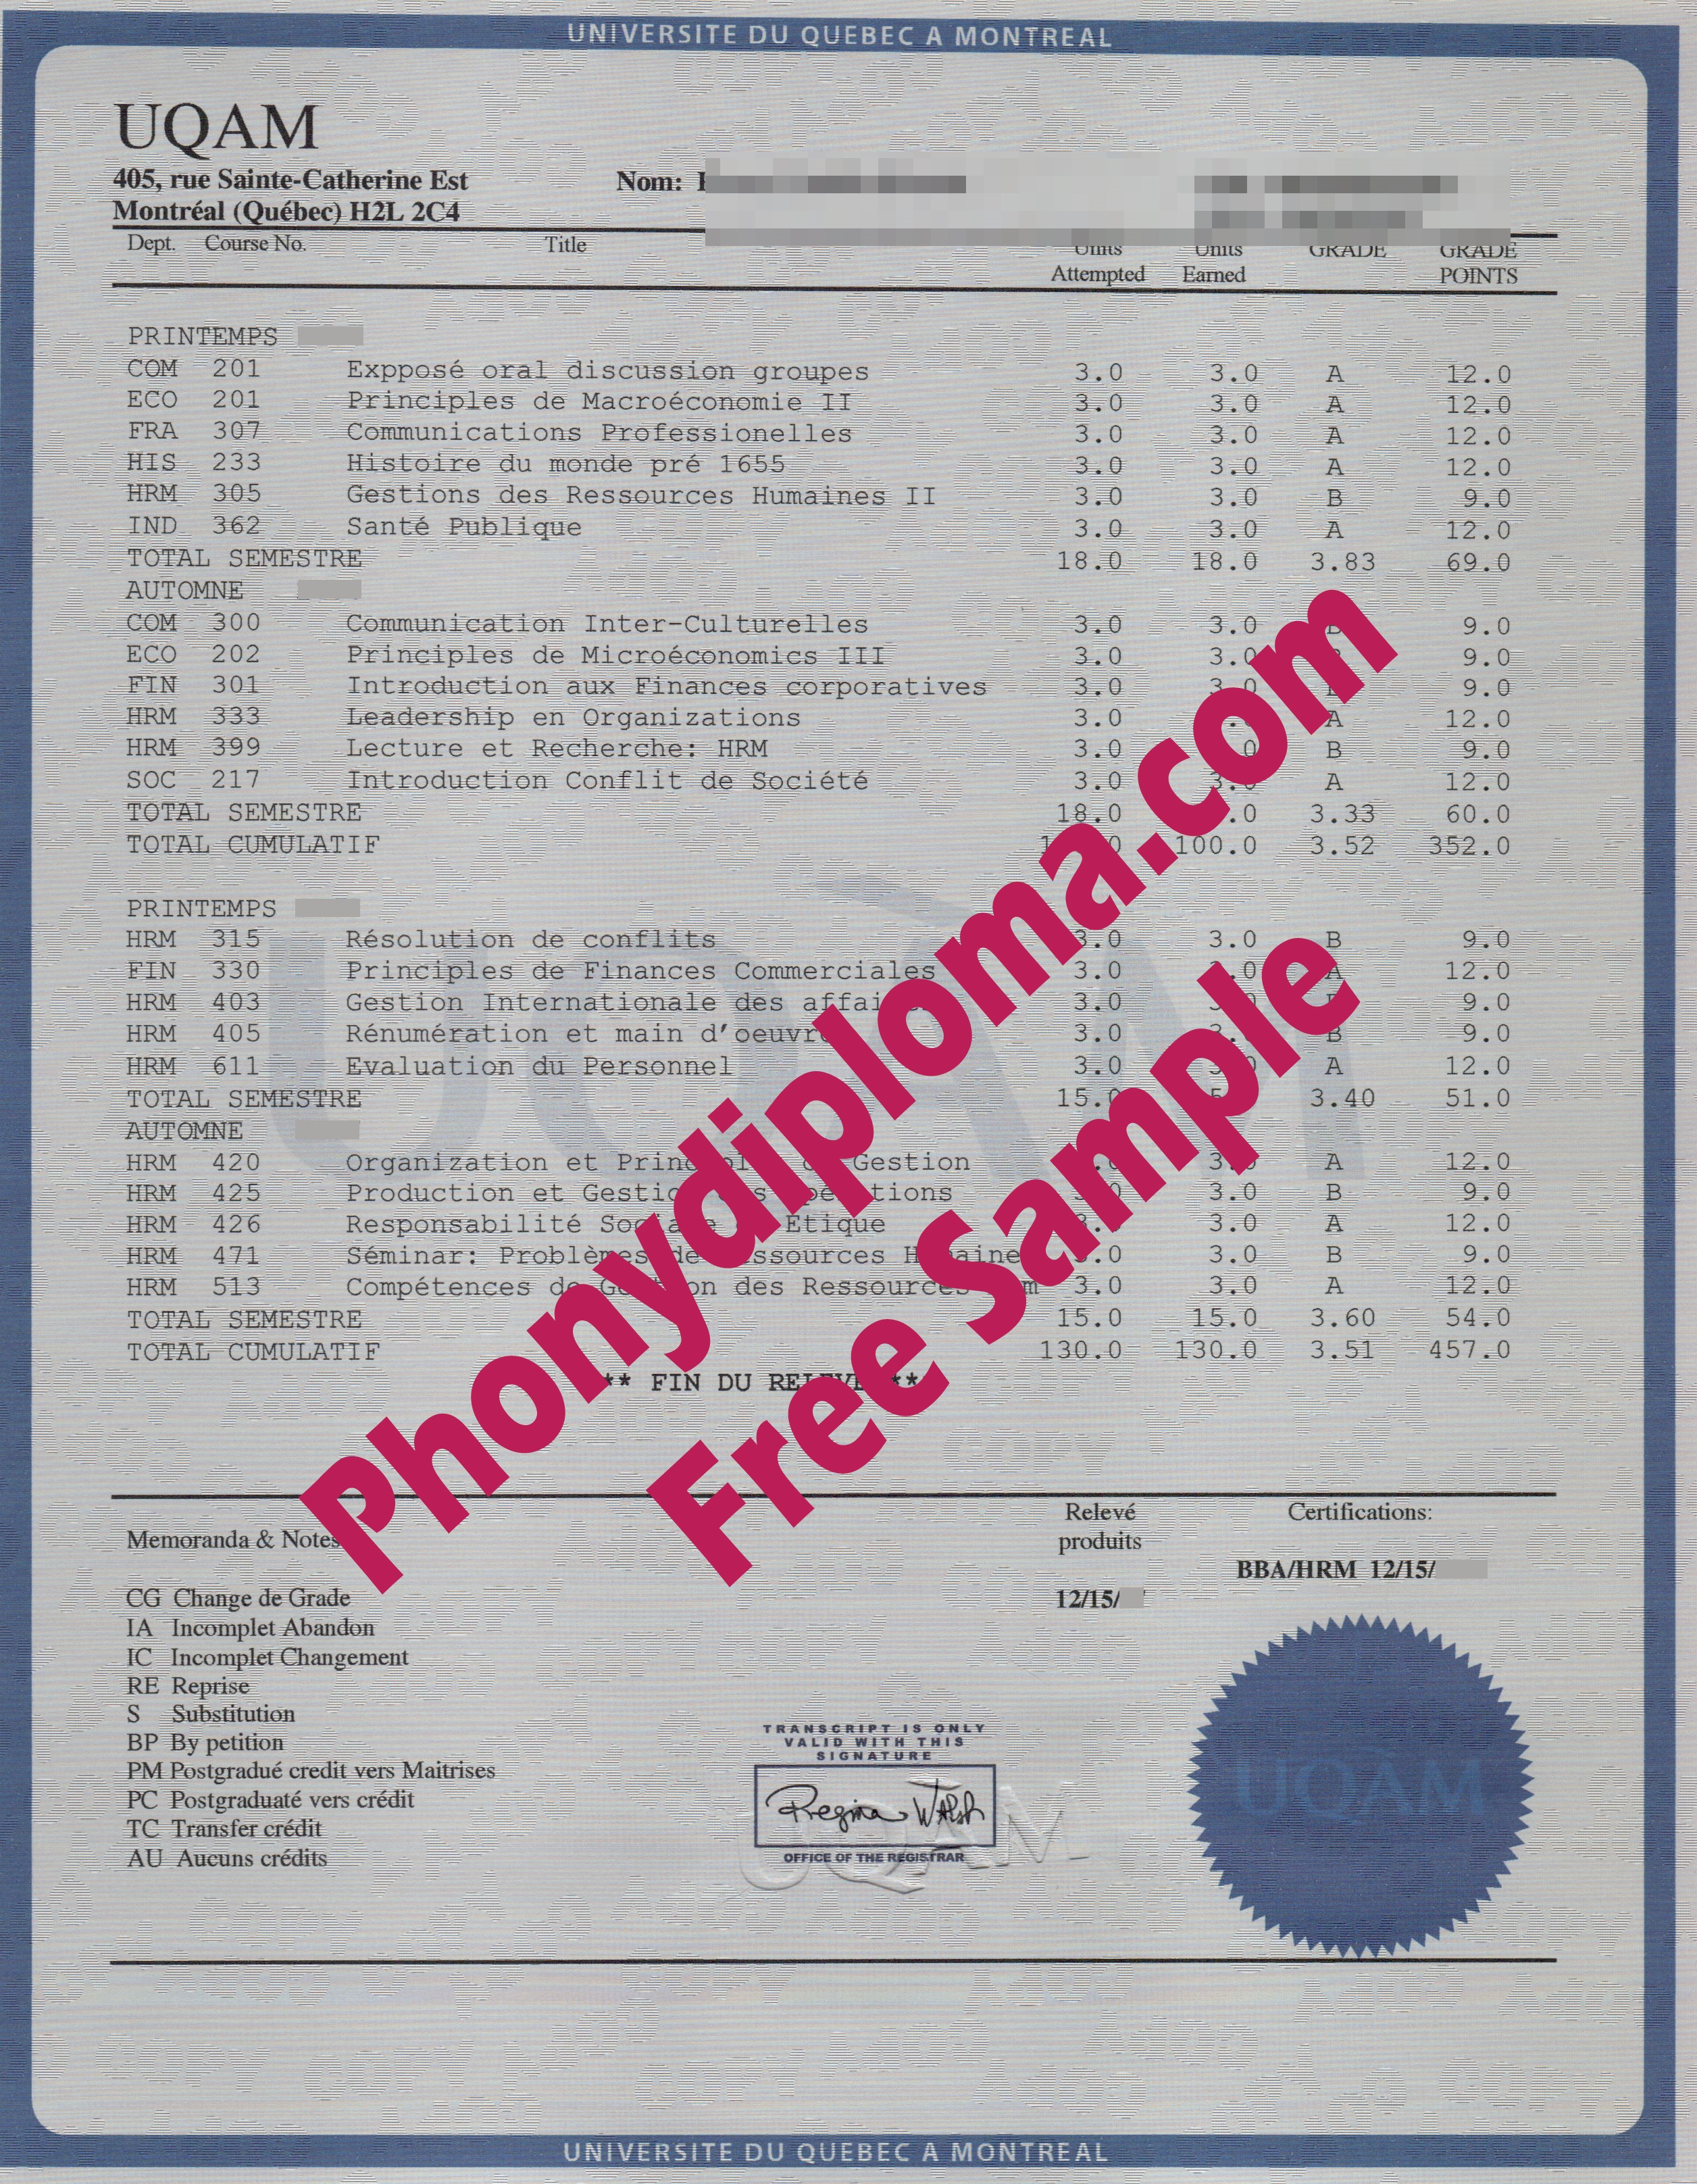 UNIVERSITE DU QUEBEC A MONTREAL
UQAM
405, rue Sainte-Catherine Est
Montréal (Québec) H2L 2C4
Nom:
Dept. Course No. Title Units Attempted Units Earned GRADE GRADE POINTS
PRINTEMPS
COM 201 Expposé oral discussion groupes 3.0 3.0 A 12.0
ECO 201 Principles de Macroéconomie II 3.0 3.0 A 12.0
FRA 307 Communications Professionelles 3.0 3.0 A 12.0
HIS 233 Histoire du monde pré 1655 3.0 3.0 A 12.0
HRM 305 Gestions des Ressources Humaines II 3.0 3.0 B 9.0
IND 362 Santé Publique 3.0 3.0 A 12.0
TOTAL SEMESTRE 18.0 18.0 3.83 69.0
AUTOMNE
COM 300 Communication Inter-Culturelles 3.0 3.0 9.0
ECO 202 Principles de Microéconomics III 3.0 3.0 9.0
FIN 301 Introduction aux Finances corporatives 3.0 3.0 9.0
HRM 333 Leadership en Organizations 3.0 A 12.0
HRM 399 Lecture et Recherche: HRM 3.0 B 9.0
SOC 217 Introduction Conflit de Société 3.0 3.0 A 12.0
TOTAL SEMESTRE 18.0 3.33 60.0
TOTAL CUMULATIF 100.0 3.52 352.0
PRINTEMPS
HRM 315 Résolution de conflits 3.0 3.0 B 9.0
FIN 330 Principles de Finances Commerciales 3.0 A 12.0
HRM 403 Gestion Internationale des 3.0 9.0
HRM 405 Rénumération et main d'oeuvre 3.0 B 9.0
HRM 611 Evaluation du Personnel 3.0 A 12.0
TOTAL SEMESTRE 15.0 3.40 51.0
AUTOMNE
HRM 420 Organization et Gestion A 12.0
HRM 425 Production et 3.0 B 9.0
HRM 426 Responsabilité Etique 3.0 A 12.0
HRM 471 Séminar: Problèmes 3.0 3.0 B 9.0
HRM 513 Compétences des Ressources 3.0 3.0 A 12.0
TOTAL SEMESTRE 15.0 15.0 3.60 54.0
TOTAL CUMULATIF 130.0 130.0 3.51 457.0
** FIN DU RELEVE **
Phonydiploma.com
Free Sample
Memoranda & Notes
Relevé produits
Certifications:
BBA/HRM 12/15/
12/15/
CG Change de Grade
IA Incomplet Abandon
IC Incomplet Changement
RE Reprise
S Substitution
BP By petition
PM Postgradué credit vers Maitrises
PC Postgraduaté vers crédit
TC Transfer crédit
AU Aucuns crédits
TRANSCRIPT IS ONLY
VALID WITH THIS
SIGNATURE
Regina Walsh
OFFICE OF THE REGISTRAR
UQAM
UQAM
UNIVERSITE DU QUEBEC A MONTREAL